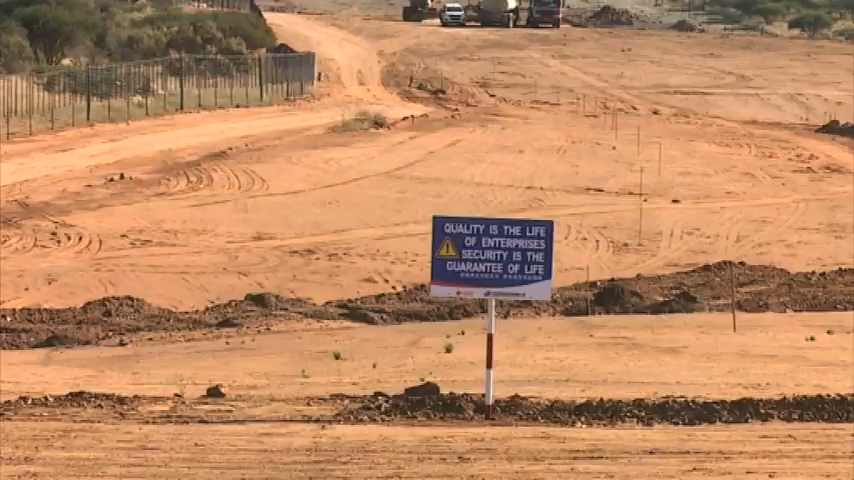 QUALITY IS THE LIFE
OF ENTERPRISES
SECURITY IS THE
GUARANTEE OF LIFE